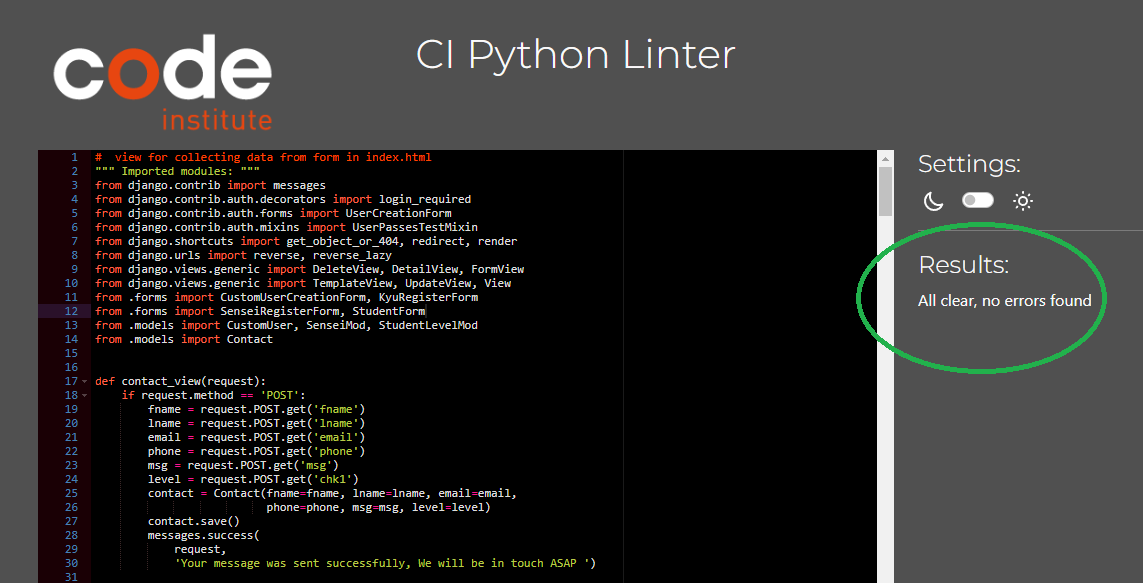 code
institute
CI Python Linter
1 #  view for collecting data from form in index.html
2 """ Imported modules: """
3 from django.contrib import messages
4 from django.contrib.auth.decorators import login_required
5 from django.contrib.auth.forms import UserCreationForm
6 from django.contrib.auth.mixins import UserPassesTestMixin
7 from django.shortcuts import get_object_or_404, redirect, render
8 from django.urls import reverse, reverse_lazy
9 from django.views.generic import DeleteView, DetailView, FormView
10 from django.views.generic import TemplateView, UpdateView, View
11 from .forms import CustomUserCreationForm, KyuRegisterForm
12 from .forms import SenseiRegisterForm, StudentForm
13 from .models import CustomUser, SenseiMod, StudentLevelMod
14 from .models import Contact
15
16
17 def contact_view(request):
18     if request.method == 'POST':
19         fname = request.POST.get('fname')
20         lname = request.POST.get('lname')
21         email = request.POST.get('email')
22         phone = request.POST.get('phone')
23         msg = request.POST.get('msg')
24         level = request.POST.get('chk1')
25         contact = Contact(fname=fname, lname=lname, email=email,
26                           phone=phone, msg=msg, level=level)
27         contact.save()
28         messages.success(
29             request,
30             'Your message was sent successfully, We will be in touch ASAP ')
31
Settings:
Results:
All clear, no errors found